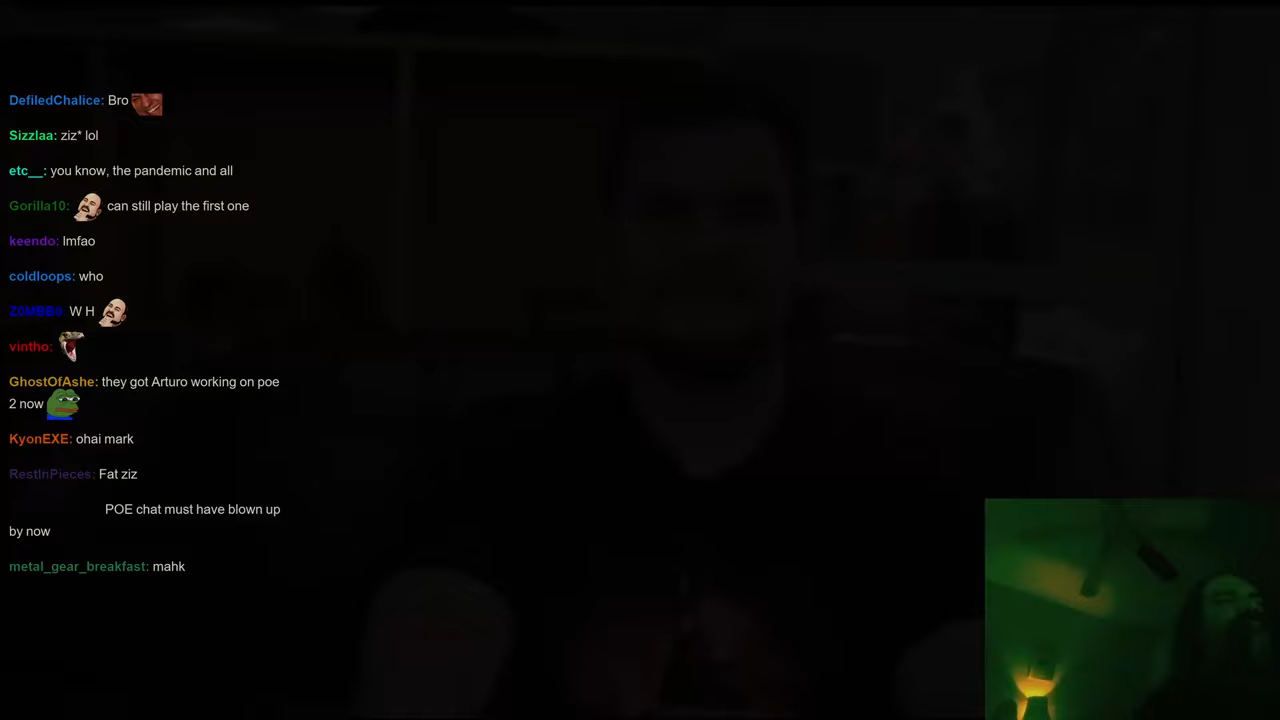 DefiledChalice: Bro
Sizzlaa: ziz* lol
etc__: you know, the pandemic and all
Gorilla10: can still play the first one
keendo: lmfao
coldloops: who
Z0MBB0: W H
vintho:
GhostOfAshe: they got Arturo working on poe
2 now
KyonEXE: ohai mark
RestInPieces: Fat ziz
POE chat must have blown up
by now
metal_gear_breakfast: mahk